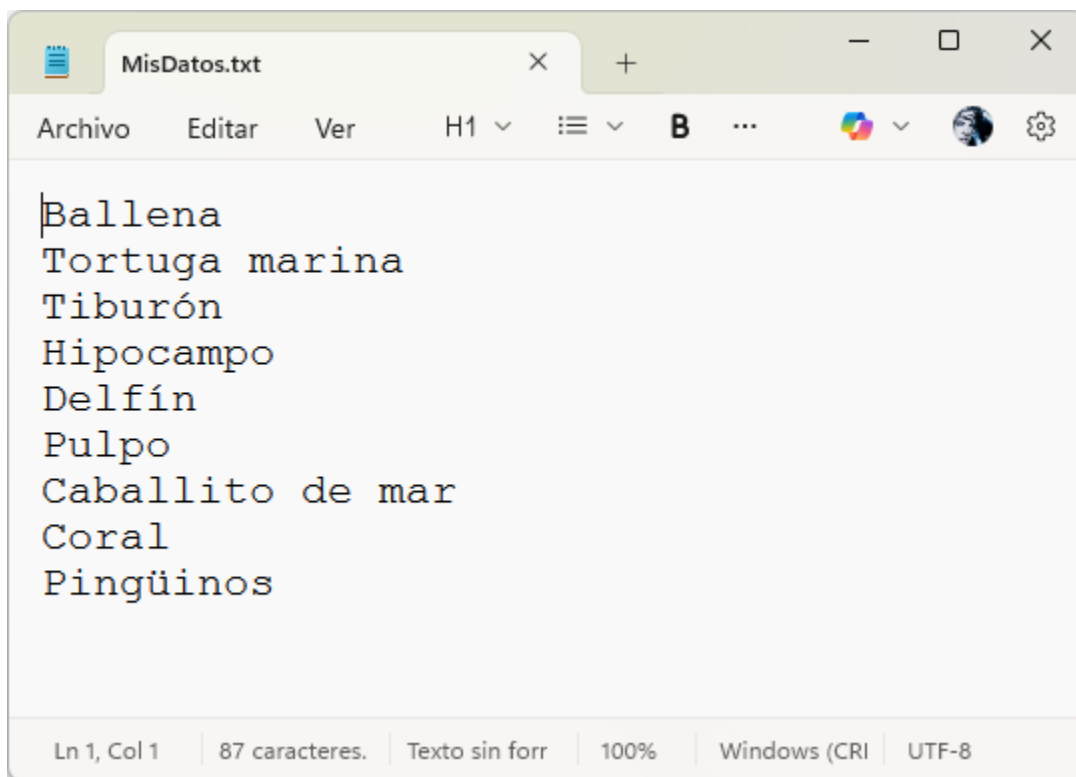 MisDatos.txt
Archivo Editar Ver H1 B ...
Ballena
Tortuga marina
Tiburón
Hipocampo
Delfín
Pulpo
Caballito de mar
Coral
Pingüinos
Ln 1, Col 1 87 caracteres. Texto sin forr 100% Windows (CRI UTF-8